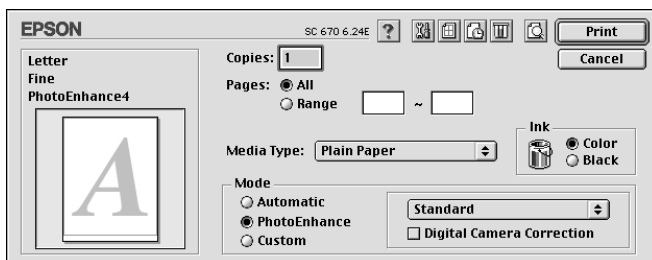 EPSON
SC 670 6.24E
?
Print
Cancel
Letter
Fine
PhotoEnhance4
A
Copies: 1
Pages: All
Range ~
Media Type: Plain Paper
Ink
Color
Black
Mode
Automatic
PhotoEnhance
Custom
Standard
Digital Camera Correction